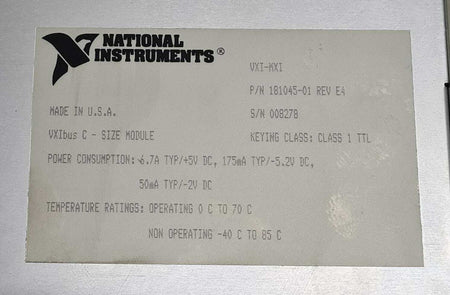 NATIONAL
INSTRUMENTS®
VXI-MXI
P/N 181045-01 REV E4
MADE IN U.S.A.
S/N 008278
VXIbus C - SIZE MODULE
KEYING CLASS: CLASS 1 TTL
POWER CONSUMPTION: 6.7A TYP/+5V DC, 175mA TYP/-5.2V DC,
50mA TYP/-2V DC
TEMPERATURE RATINGS: OPERATING 0 C TO 70 C
NON OPERATING -40 C TO 85 C